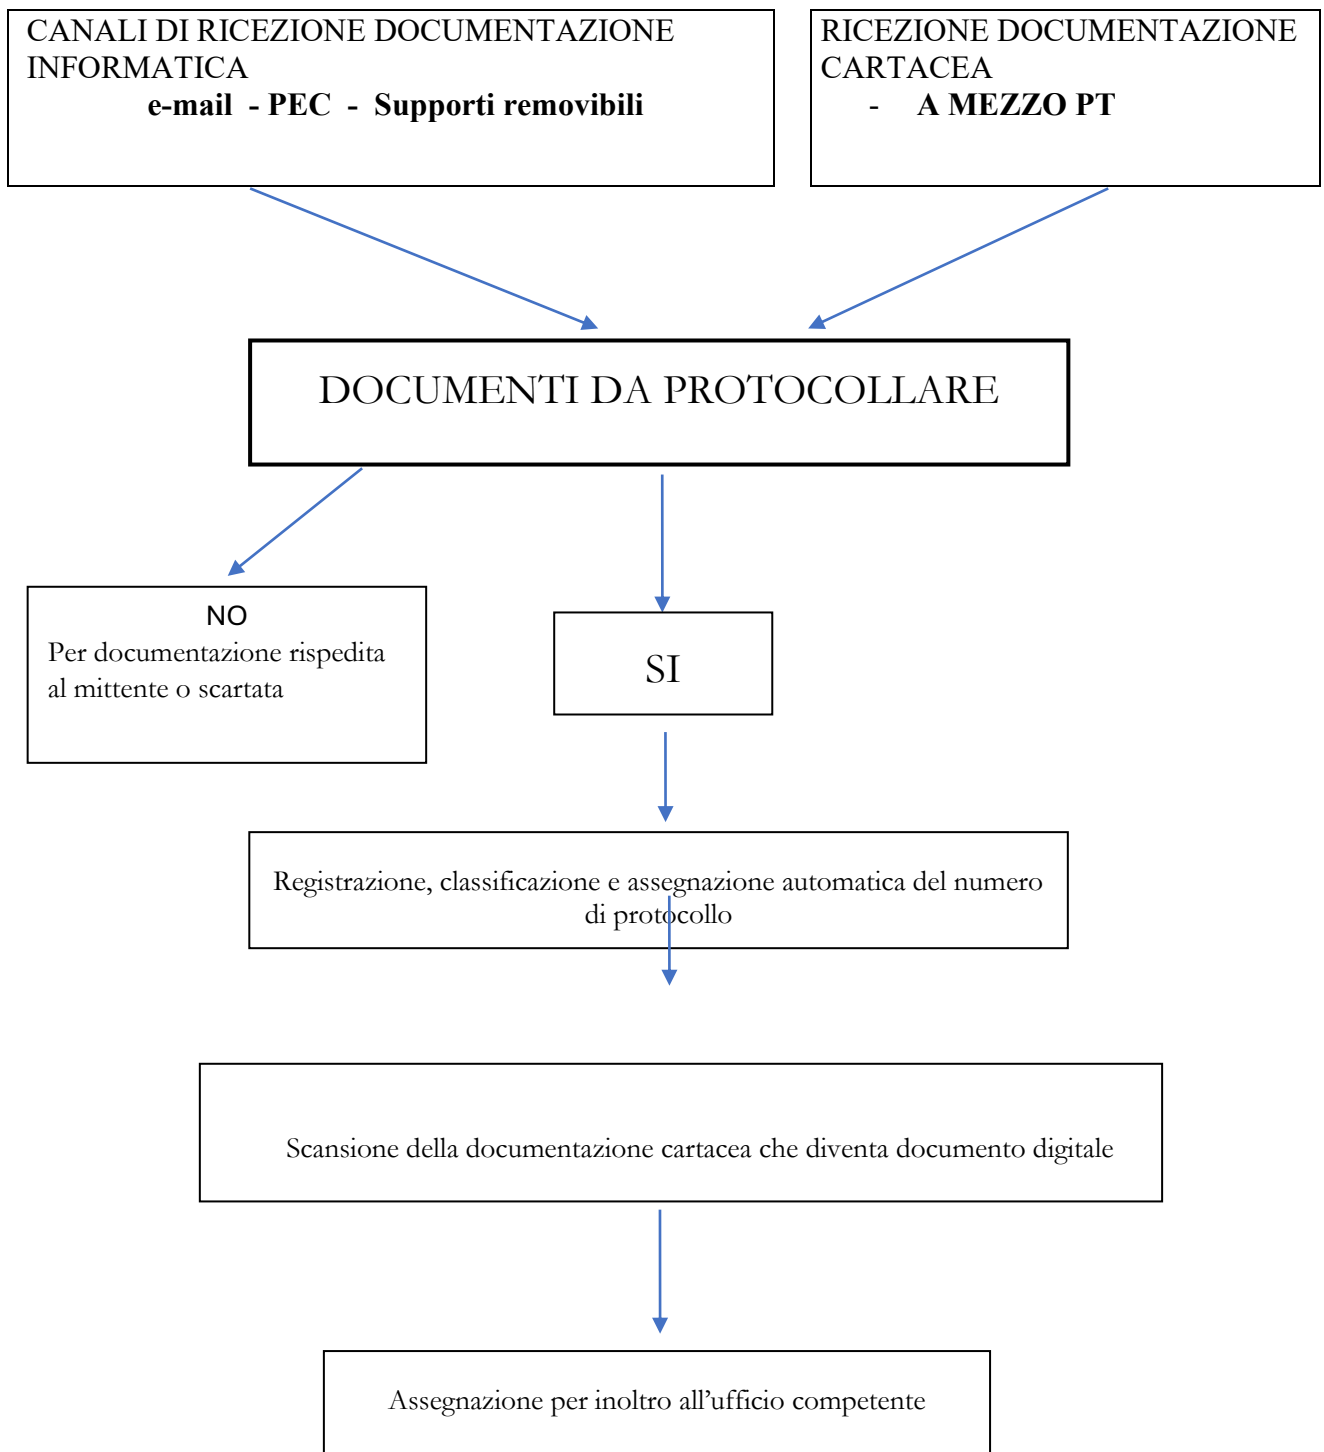 CANALI DI RICEZIONE DOCUMENTAZIONE
INFORMATICA
e-mail - PEC - Supporti removibili
RICEZIONE DOCUMENTAZIONE
CARTACEA
- A MEZZO PT
DOCUMENTI DA PROTOCOLLARE
NO
Per documentazione rispedita
al mittente o scartata
SI
Registrazione, classificazione e assegnazione automatica del numero
di protocollo
Scansione della documentazione cartacea che diventa documento digitale
Assegnazione per inoltro all’ufficio competente